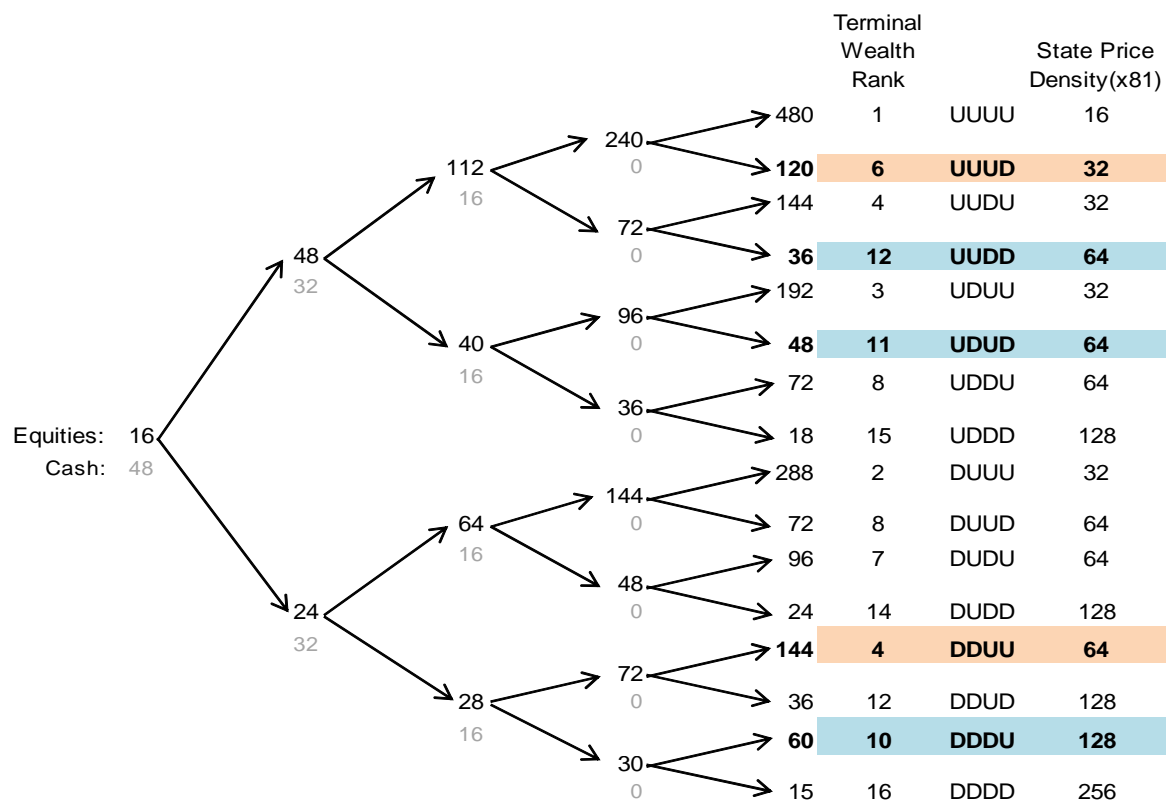 Terminal
Wealth
Rank
State Price
Density(x81)
480 1 UUUU 16
240
0
120 6 UUUD 32
112
16
144 4 UUDU 32
72
0
36 12 UUDD 64
48
32
192 3 UDUU 32
96
0
48 11 UDUD 64
40
16
72 8 UDDU 64
36
0
18 15 UDDD 128
Equities: 16
Cash: 48
288 2 DUUU 32
144
0
72 8 DUUD 64
64
16
96 7 DUDU 64
48
0
24 14 DUDD 128
24
32
144 4 DDUU 64
72
0
36 12 DDUD 128
28
16
60 10 DDDU 128
30
0
15 16 DDDD 256